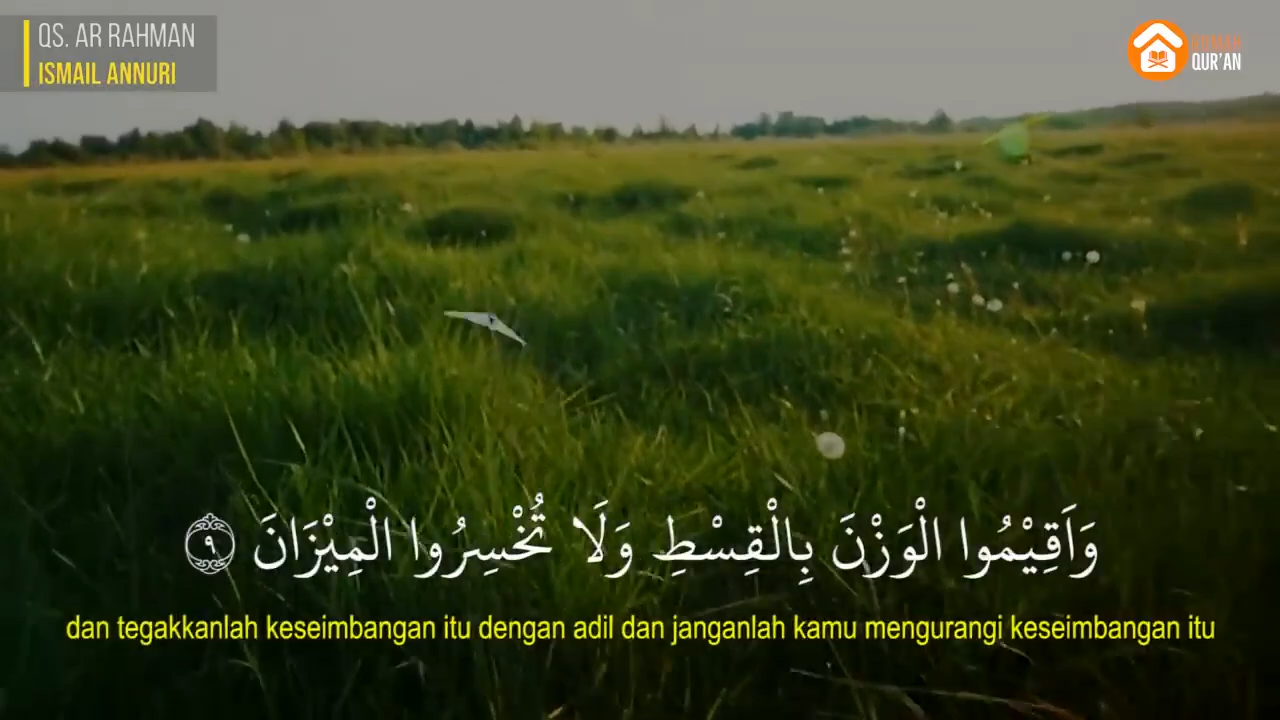 QS. AR RAHMAN
ISMAIL ANNURI
RUMAH
QUR'AN
وَاَقِيْمُوا الْوَزْنَ بِالْقِسْطِ وَلَا تُخْسِرُوا الْمِيْزَانَ ٩
dan tegakkanlah keseimbangan itu dengan adil dan janganlah kamu mengurangi keseimbangan itu